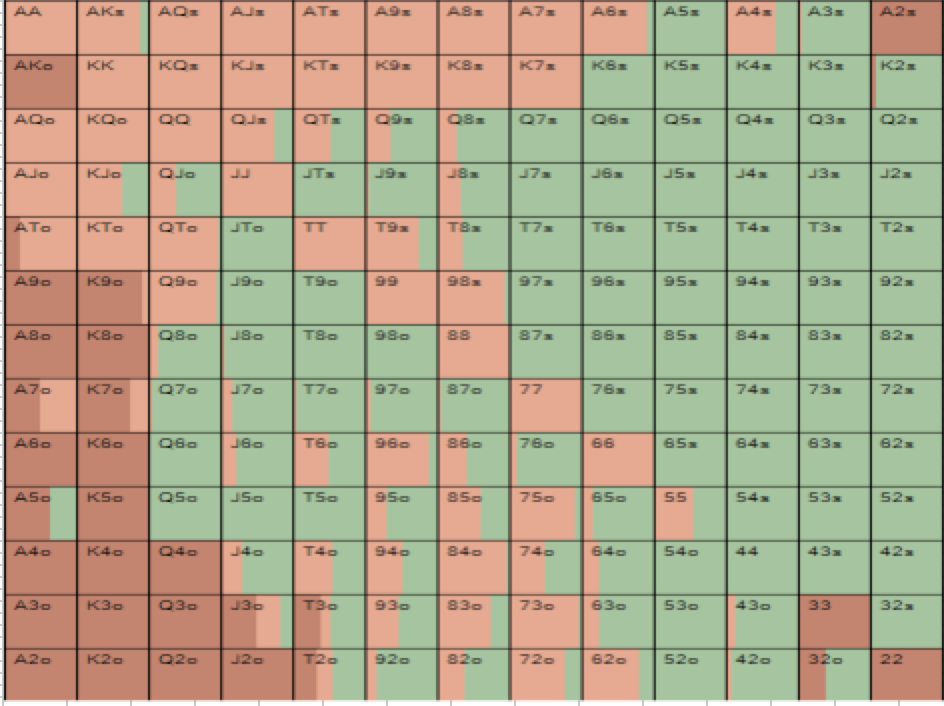 AA AKs AQs AJs ATs A9s A8s A7s A6s A5s A4s A3s A2s
AKo KK KQs KJs KTs K9s K8s K7s K6s K5s K4s K3s K2s
AQo KQo QQ QJs QTs Q9s Q8s Q7s Q6s Q5s Q4s Q3s Q2s
AJo KJo QJo JJ JTs J9s J8s J7s J6s J5s J4s J3s J2s
ATo KTo QTo JTo TT T9s T8s T7s T6s T5s T4s T3s T2s
A9o K9o Q9o J9o T9o 99 98s 97s 96s 95s 94s 93s 92s
A8o K8o Q8o J8o T8o 98o 88 87s 86s 85s 84s 83s 82s
A7o K7o Q7o J7o T7o 97o 87o 77 76s 75s 74s 73s 72s
A6o K6o Q6o J6o T6o 96o 86o 76o 66 65s 64s 63s 62s
A5o K5o Q5o J5o T5o 95o 85o 75o 65o 55 54s 53s 52s
A4o K4o Q4o J4o T4o 94o 84o 74o 64o 54o 44 43s 42s
A3o K3o Q3o J3o T3o 93o 83o 73o 63o 53o 43o 33 32s
A2o K2o Q2o J2o T2o 92o 82o 72o 62o 52o 42o 32o 22